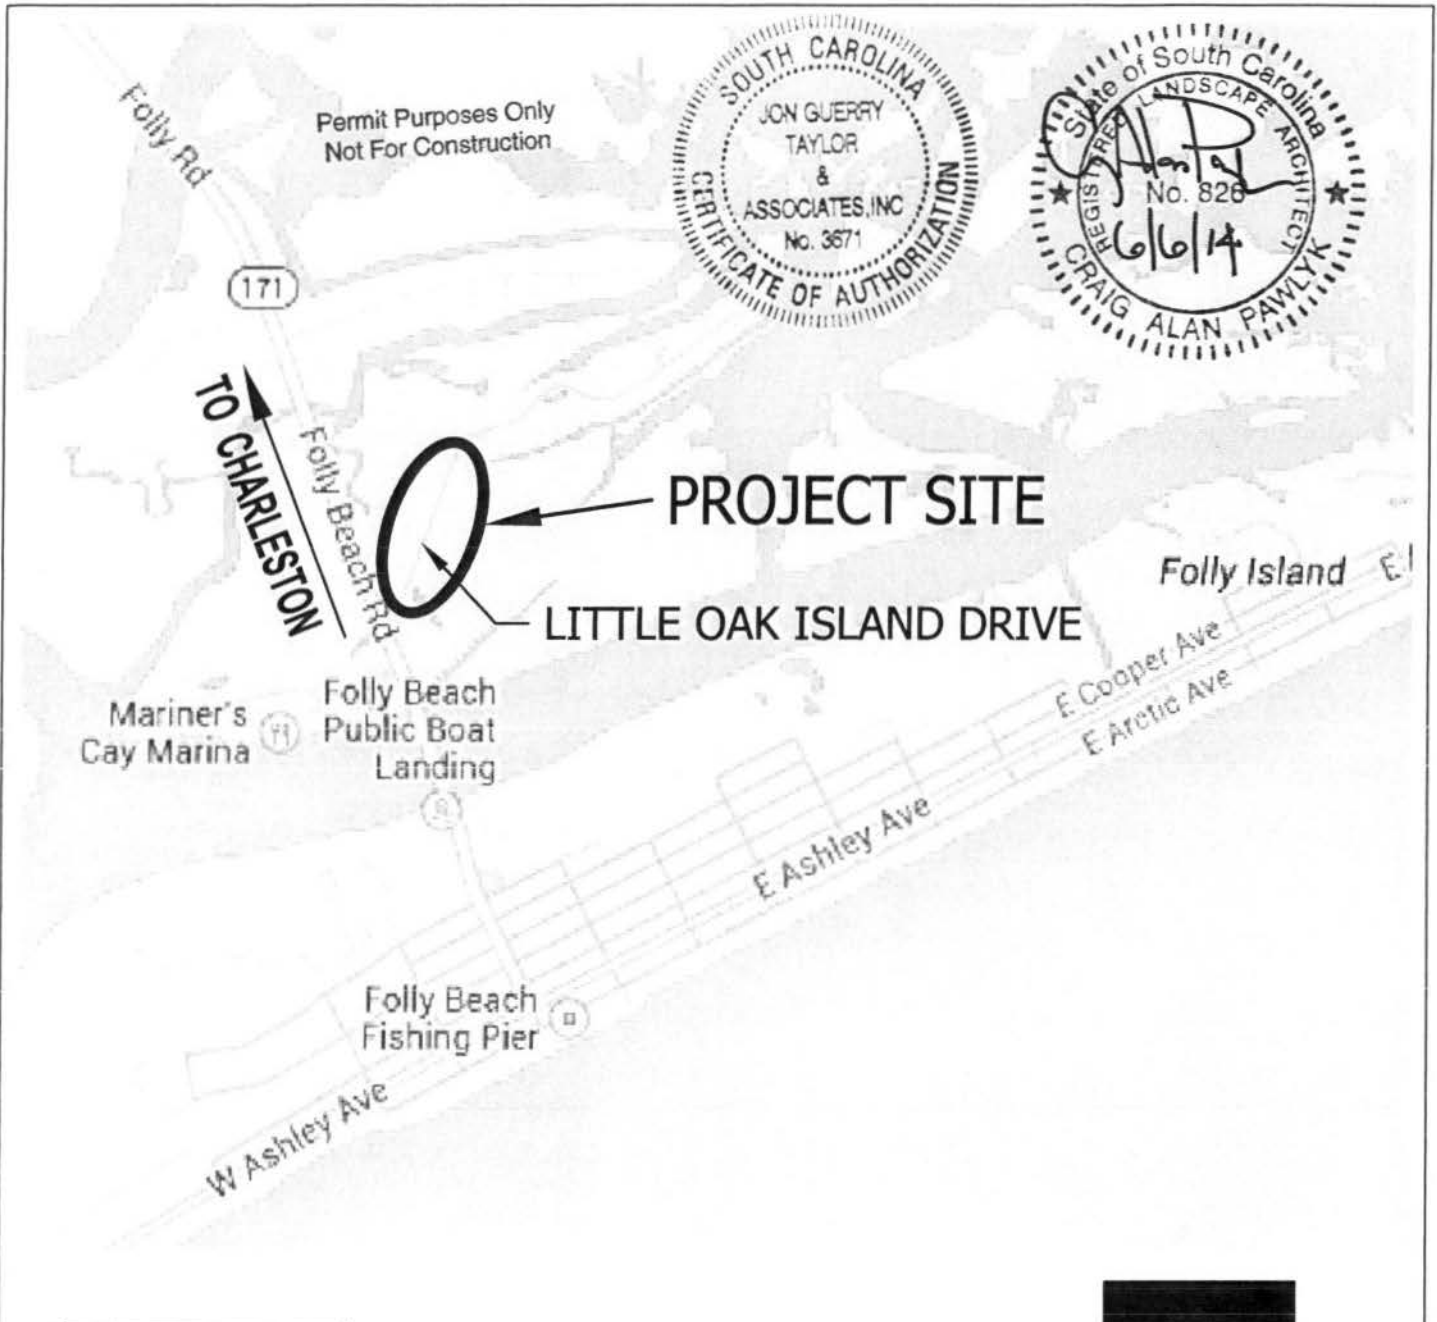 Folly Rd
Permit Purposes Only
Not For Construction
SOUTH CAROLINA
JON GUERRY
TAYLOR
&
ASSOCIATES,INC
No. 3671
CERTIFICATE OF AUTHORIZATION
State of South Carolina
REGISTERED LANDSCAPE ARCHITECT
No. 826
6/6/14
CRAIG ALAN PAWLYK
171
TO CHARLESTON
Folly Beach Rd
PROJECT SITE
LITTLE OAK ISLAND DRIVE
Folly Island
E
E Cooper Ave
E Arctic Ave
Mariner's
Cay Marina
Folly Beach
Public Boat
Landing
E Ashley Ave
Folly Beach
Fishing Pier
W Ashley Ave